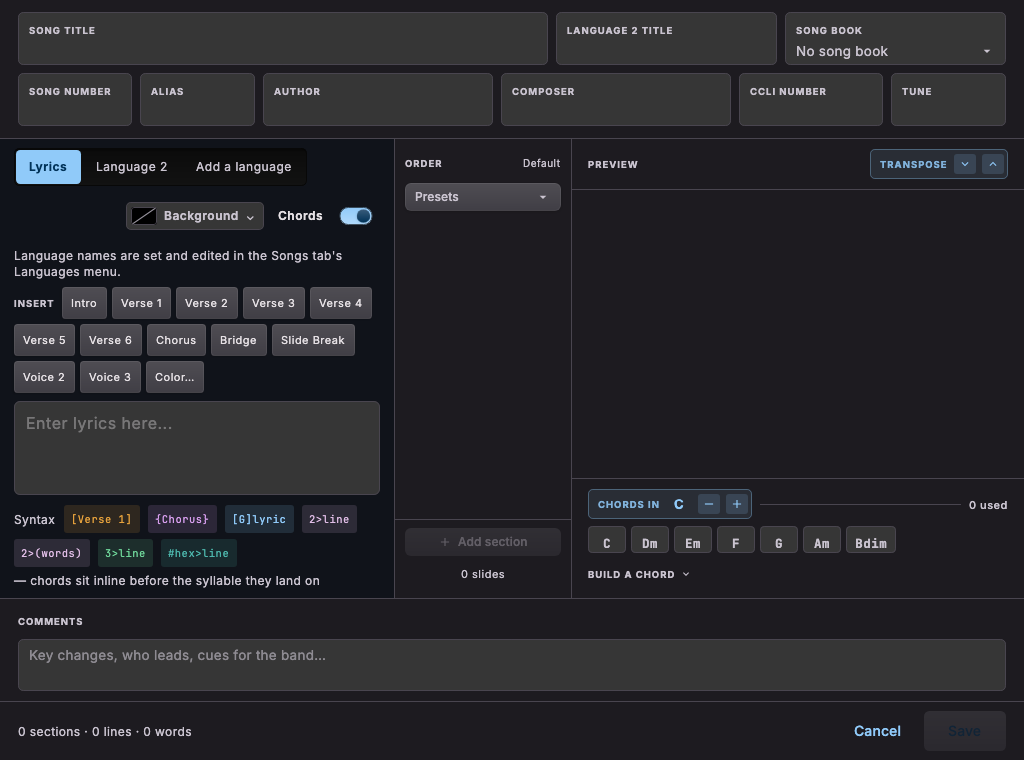 SONG TITLE
LANGUAGE 2 TITLE
SONG BOOK
No song book
SONG NUMBER
ALIAS
AUTHOR
COMPOSER
CCLI NUMBER
TUNE
Lyrics
Language 2
Add a language
Background
Chords
Language names are set and edited in the Songs tab's
Languages menu.
INSERT
Intro
Verse 1
Verse 2
Verse 3
Verse 4
Verse 5
Verse 6
Chorus
Bridge
Slide Break
Voice 2
Voice 3
Color...
Enter lyrics here...
Syntax
[Verse 1]
{Chorus}
[G]lyric
2>line
2>(words)
3>line
#hex>line
— chords sit inline before the syllable they land on
ORDER
Default
Presets
+ Add section
0 slides
PREVIEW
TRANSPOSE
CHORDS IN
C
−
+
0 used
C
Dm
Em
F
G
Am
Bdim
BUILD A CHORD
COMMENTS
Key changes, who leads, cues for the band...
0 sections · 0 lines · 0 words
Cancel
Save